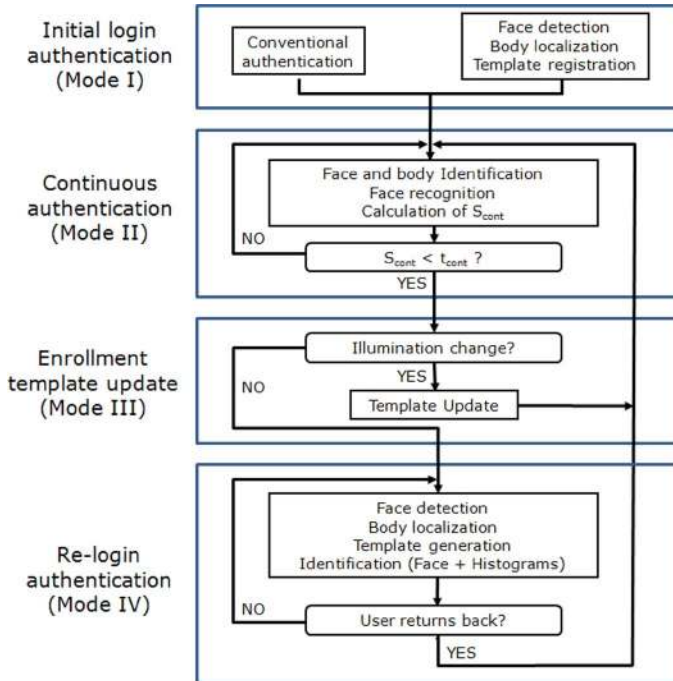 Initial login
authentication
(Mode I)
Conventional
authentication
Face detection
Body localization
Template registration
Continuous
authentication
(Mode II)
Face and body Identification
Face recognition
Calculation of Scont
NO
Scont < tcont ?
YES
Enrollment
template update
(Mode III)
Illumination change?
NO
YES
Template Update
Re-login
authentication
(Mode IV)
Face detection
Body localization
Template generation
Identification (Face + Histograms)
NO
User returns back?
YES